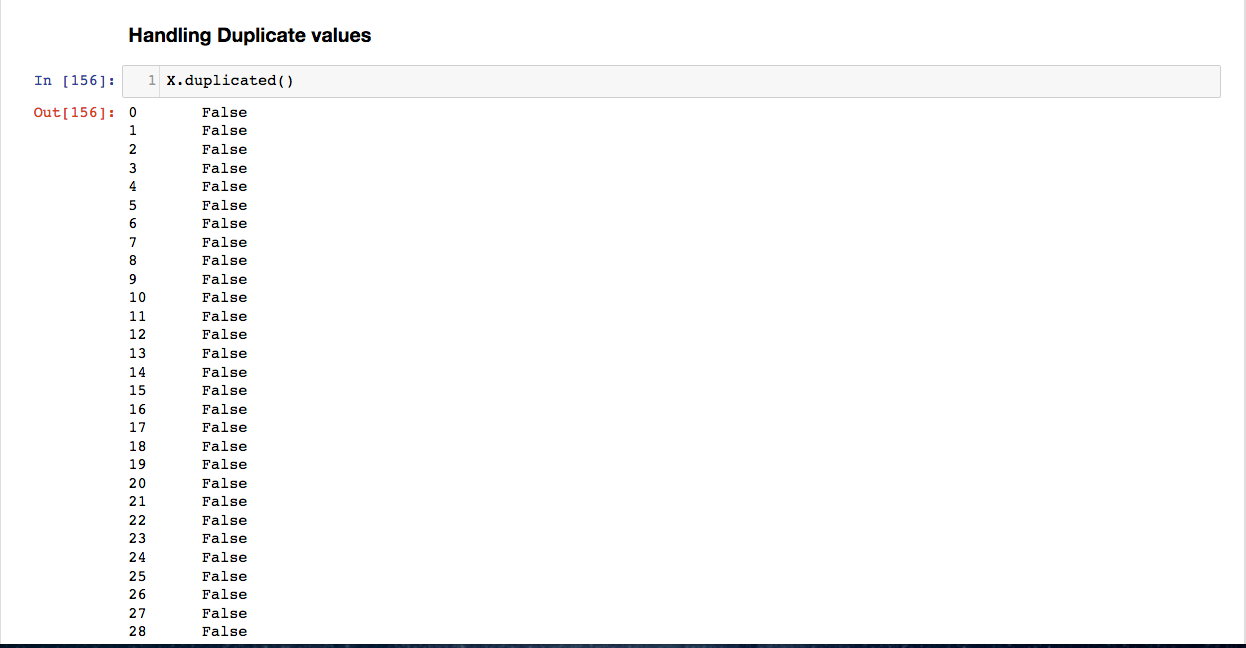 Handling Duplicate values
In [156]: 1 X.duplicated()
Out[156]: 0 False
1 False
2 False
3 False
4 False
5 False
6 False
7 False
8 False
9 False
10 False
11 False
12 False
13 False
14 False
15 False
16 False
17 False
18 False
19 False
20 False
21 False
22 False
23 False
24 False
25 False
26 False
27 False
28 False